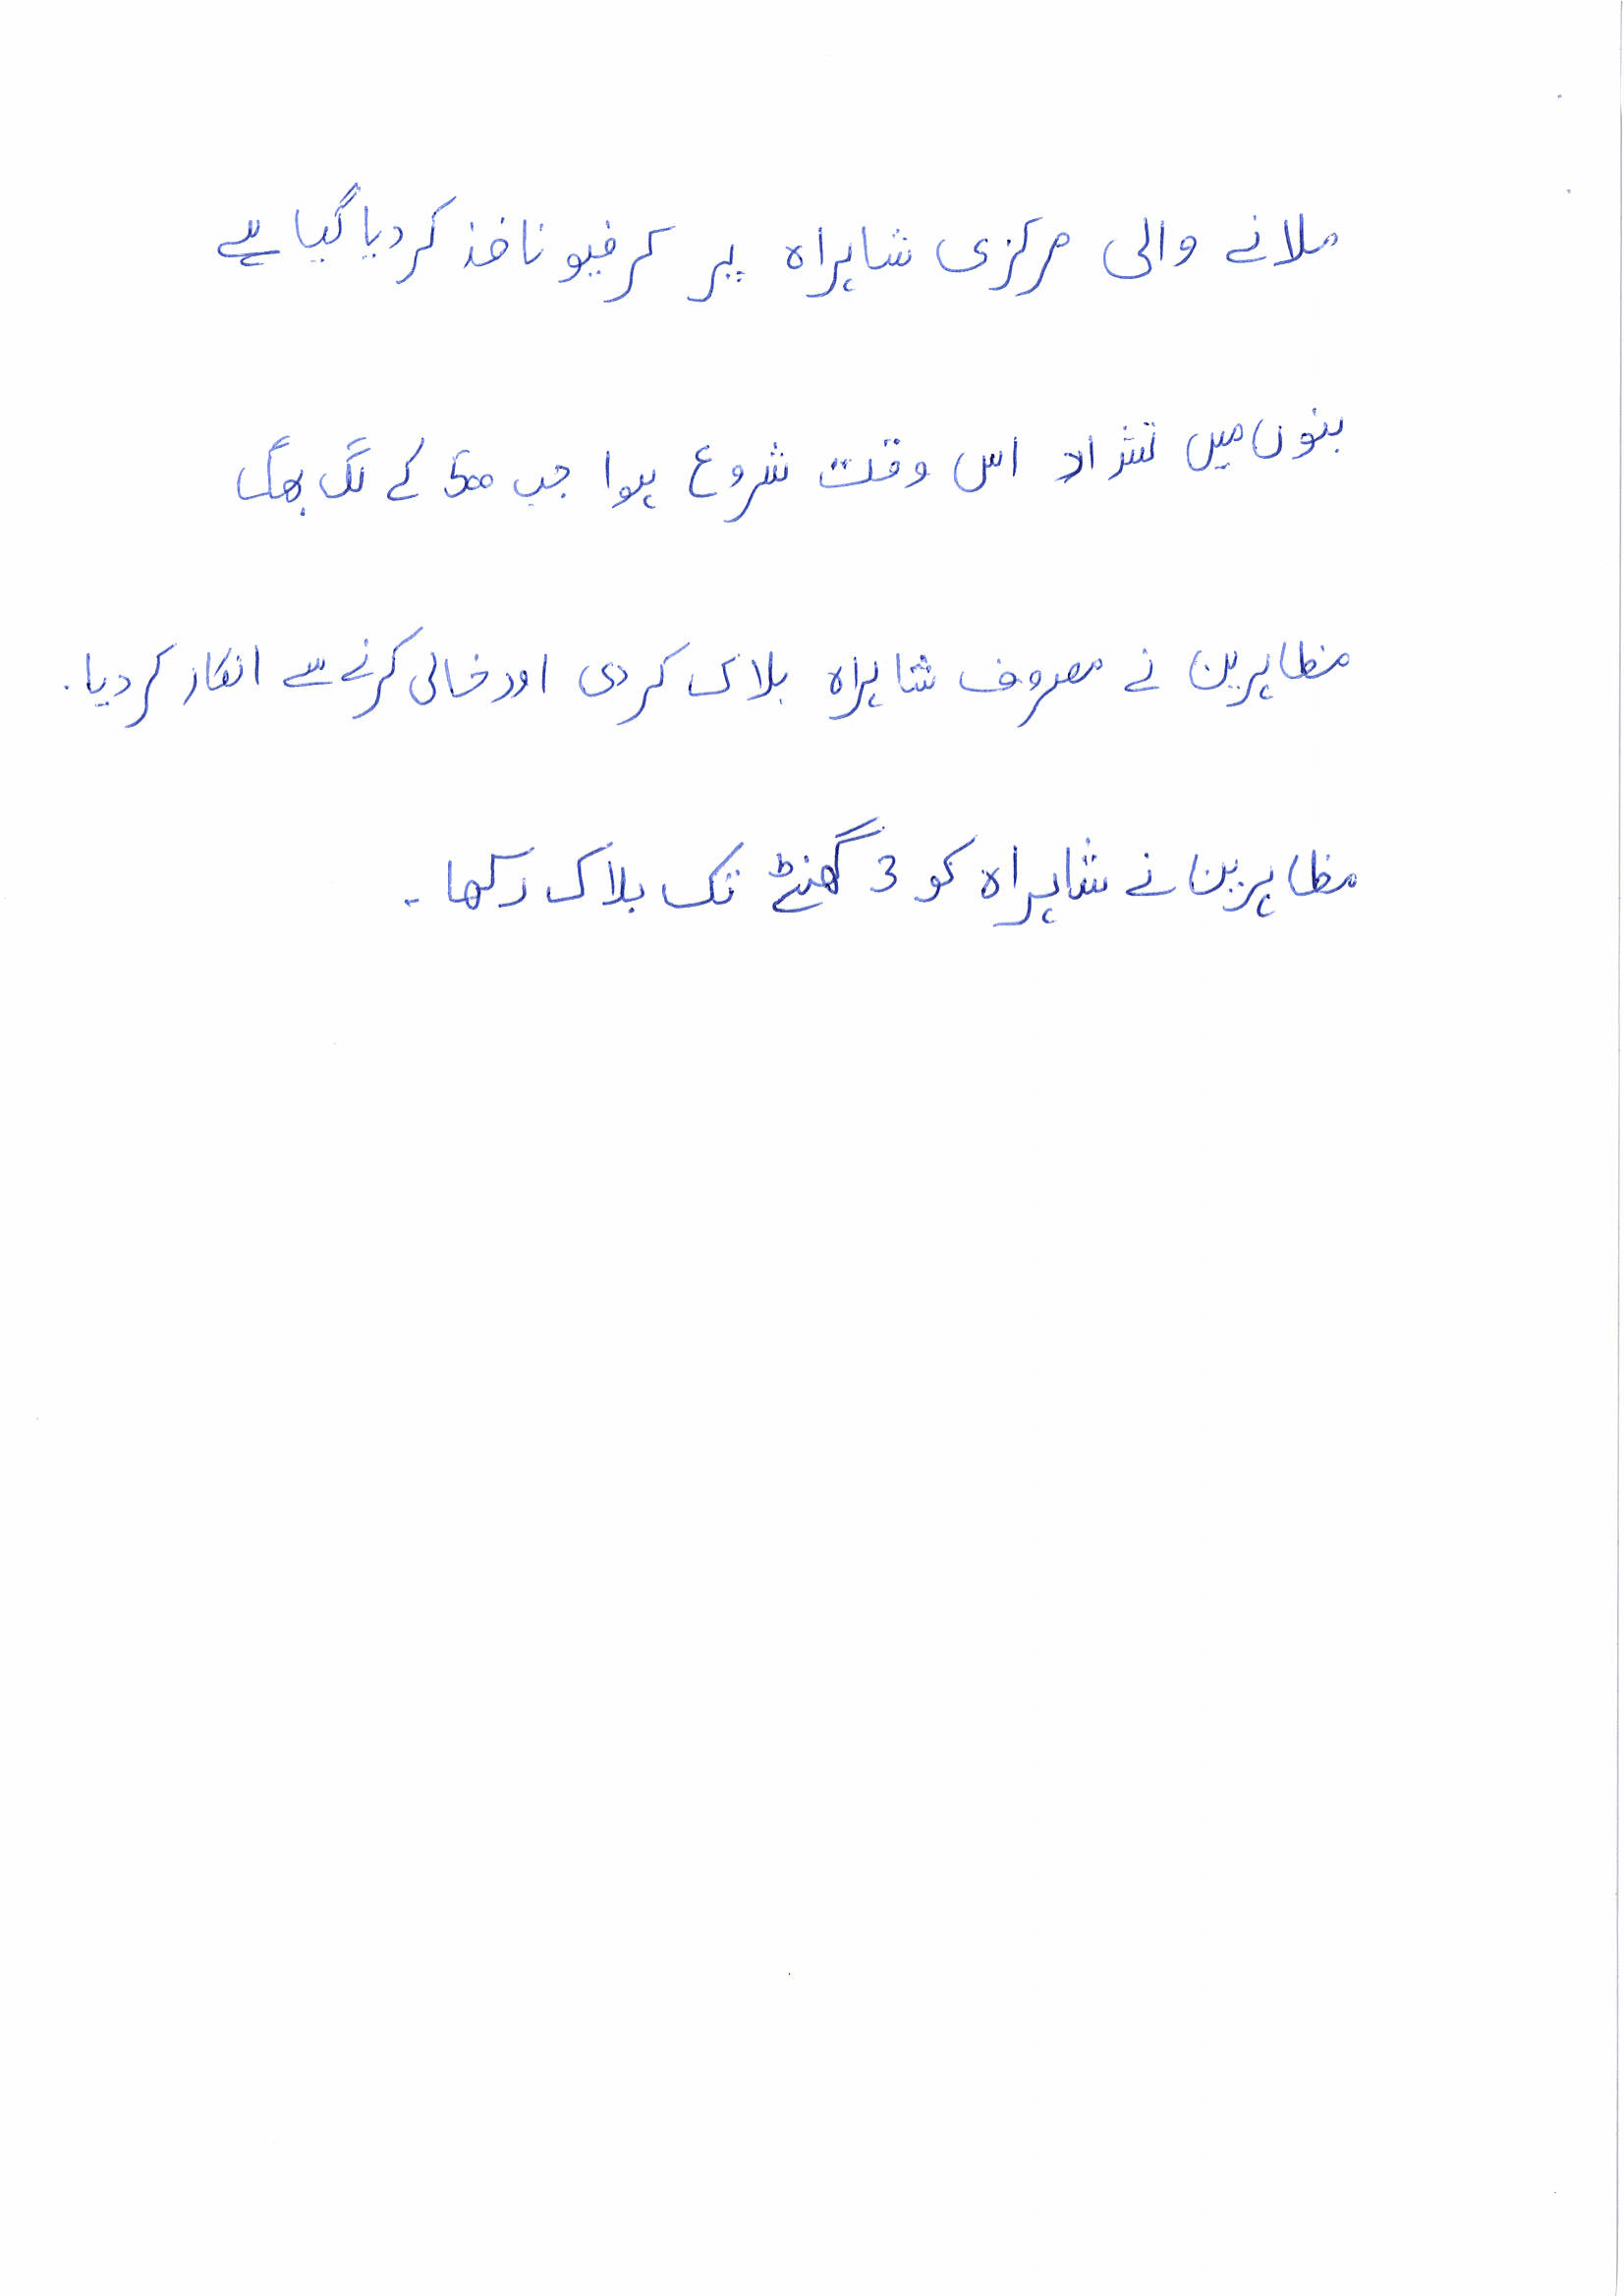 ملانے والی مرکزی شاہراہ پر کرفیو نافذ کر دیا گیا ہے
بنوں میں تشدد اس وقت شروع ہوا جب 500 کے لگ بھگ
مظاہرین نے معروف شاہراہ بلاک کر دی اور خالی کرنے سے انکار کر دیا۔
مظاہرین نے شاہراہ کو 3 گھنٹے تک بلاک رکھا۔